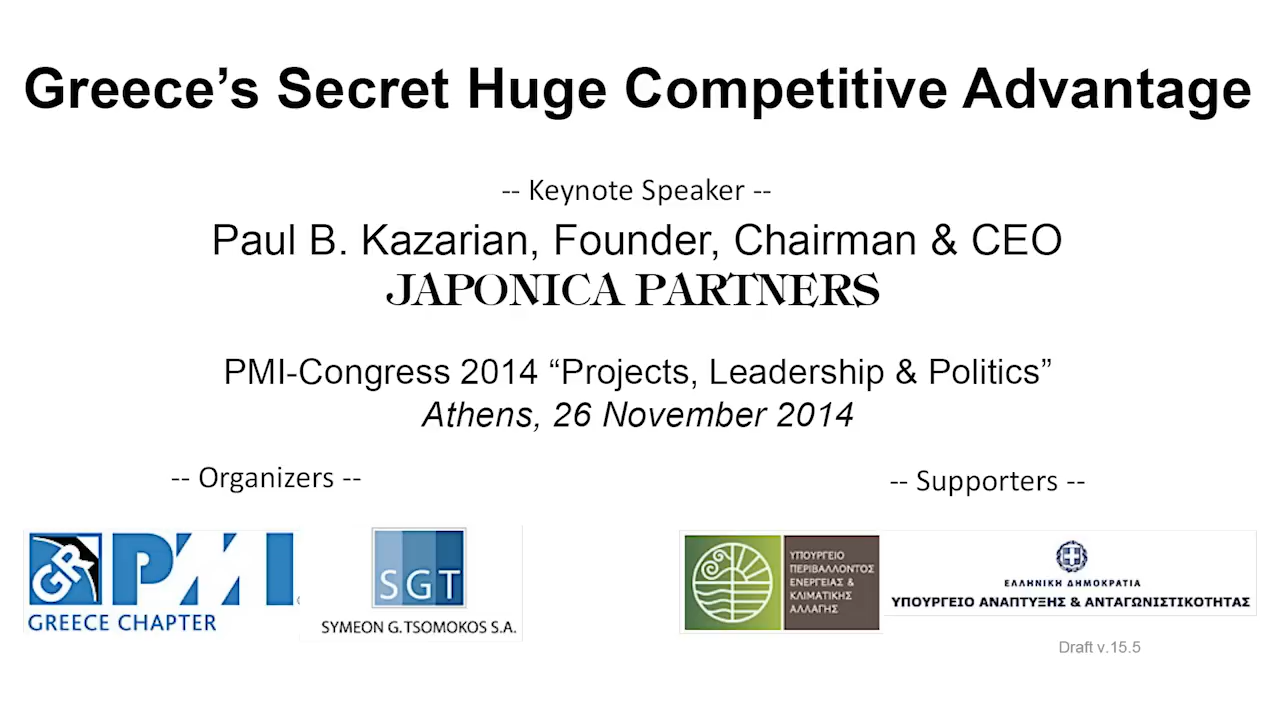 Greece’s Secret Huge Competitive Advantage
-- Keynote Speaker --
Paul B. Kazarian, Founder, Chairman & CEO
JAPONICA PARTNERS
PMI-Congress 2014 “Projects, Leadership & Politics”
Athens, 26 November 2014
-- Organizers --
-- Supporters --
GR PMI
GREECE CHAPTER
SGT
SYMEON G.TSOMOKOS S.A.
ΥΠΟΥΡΓΕΙΟ
ΠΕΡΙΒΑΛΛΟΝΤΟΣ
ΕΝΕΡΓΕΙΑΣ &
ΚΛΙΜΑΤΙΚΗΣ
ΑΛΛΑΓΗΣ
ΕΛΛΗΝΙΚΗ ΔΗΜΟΚΡΑΤΙΑ
ΥΠΟΥΡΓΕΙΟ ΑΝΑΠΤΥΞΗΣ & ΑΝΤΑΓΩΝΙΣΤΙΚΟΤΗΤΑΣ
Draft v.15.5